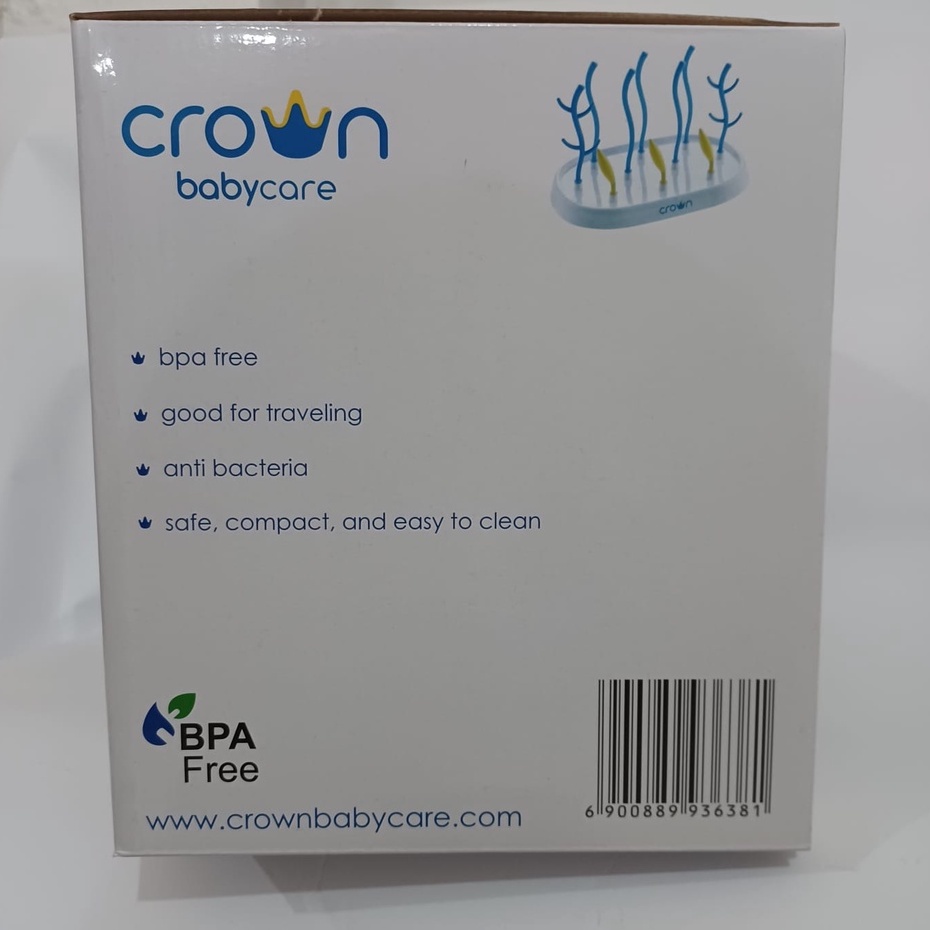 crown
babycare
crown
bpa free
good for traveling
anti bacteria
safe, compact, and easy to clean
BPA
Free
www.crownbabycare.com
6 900889 936381